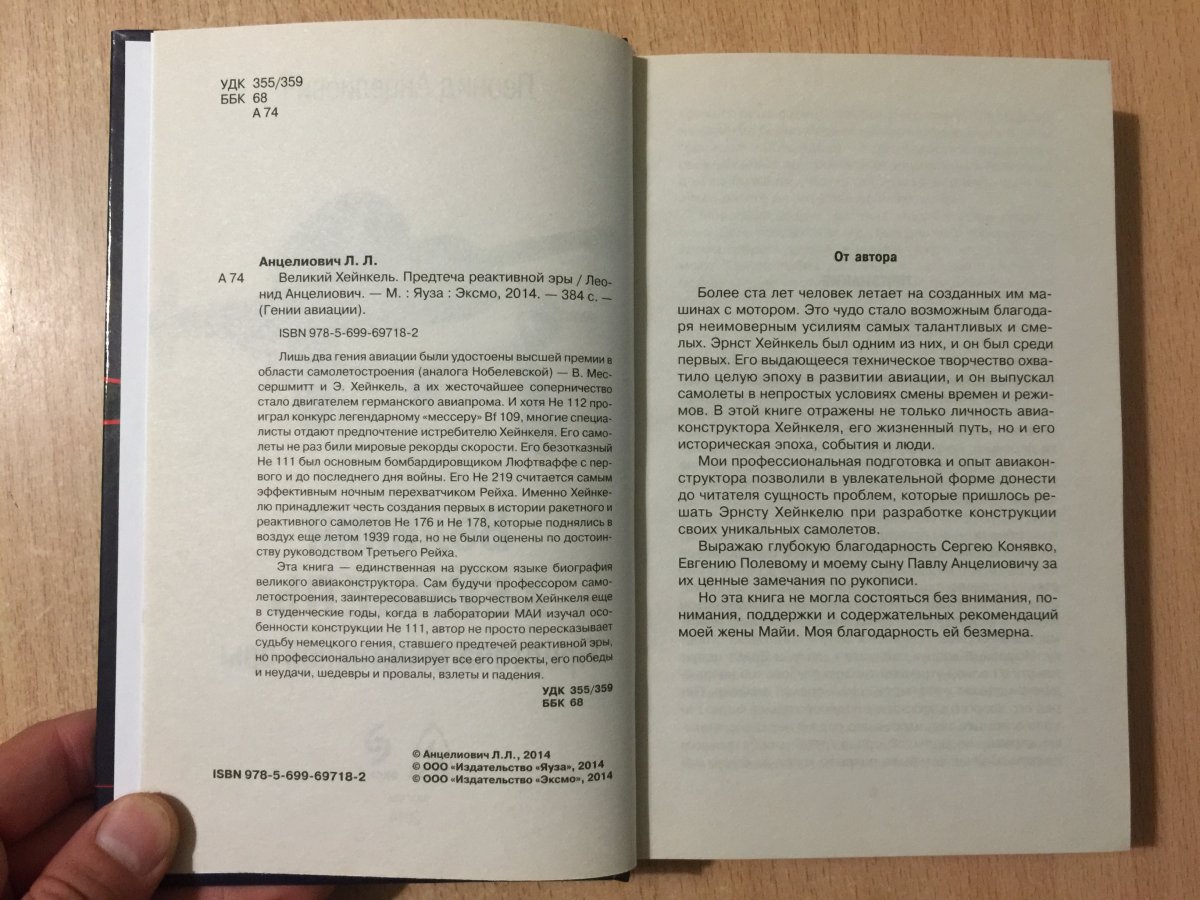 УДК 355/359
ББК 68
А 74
Анцелиович Л. Л.
А 74 Великий Хейнкель. Предтеча реактивной эры / Лео-
нид Анцелиович. — М. : Яуза : Эксмо, 2014. — 384 с. —
(Гении авиации).
ISBN 978-5-699-69718-2
Лишь два гения авиации были удостоены высшей премии в
области самолетостроения (аналога Нобелевской) — В. Мес-
сершмитт и Э. Хейнкель, а их жесточайшее соперничество
стало двигателем германского авиапрома. И хотя He 112 про-
играл конкурс легендарному «мессеру» Bf 109, многие специа-
листы отдают предпочтение истребителю Хейнкеля. Его само-
леты не раз били мировые рекорды скорости. Его безотказный
He 111 был основным бомбардировщиком Люфтваффе с пер-
вого и до последнего дня войны. Его He 219 считается самым
эффективным ночным перехватчиком Рейха. Именно Хейнке-
лю принадлежит честь создания первых в истории ракетного и
реактивного самолетов He 176 и He 178, которые поднялись в
воздух еще летом 1939 года, но не были оценены по достоин-
ству руководством Третьего Рейха.
Эта книга — единственная на русском языке биография
великого авиаконструктора. Сам будучи профессором само-
летостроения, заинтересовавшись творчеством Хейнкеля еще
в студенческие годы, когда в лаборатории МАИ изучал осо-
бенности конструкции He 111, автор не просто пересказывает
судьбу немецкого гения, ставшего предтечей реактивной эры,
но профессионально анализирует все его проекты, его победы
и неудачи, шедевры и провалы, взлеты и падения.
УДК 355/359
ББК 68
© Анцелиович Л.Л., 2014
© ООО «Издательство «Яуза», 2014
© ООО «Издательство «Эксмо», 2014
ISBN 978-5-699-69718-2
От автора
Более ста лет человек летает на созданных им ма-
шинах с мотором. Это чудо стало возможным благода-
ря неимоверным усилиям самых талантливых и сме-
лых. Эрнст Хейнкель был одним из них, и он был среди
первых. Его выдающееся техническое творчество охва-
тило целую эпоху в развитии авиации, и он выпускал
самолеты в непростых условиях смены времен и режи-
мов. В этой книге отражены не только личность авиа-
конструктора Хейнкеля, его жизненный путь, но и его
историческая эпоха, события и люди.
Мои профессиональная подготовка и опыт авиакон-
структора позволили в увлекательной форме донести
до читателя сущность проблем, которые пришлось ре-
шать Эрнсту Хейнкелю при разработке конструкции
своих уникальных самолетов.
Выражаю глубокую благодарность Сергею Конявко,
Евгению Полевому и моему сыну Павлу Анцелиовичу за
их ценные замечания по рукописи.
Но эта книга не могла состояться без внимания, по-
нимания, поддержки и содержательных рекомендаций
моей жены Майи. Моя благодарность ей безмерна.